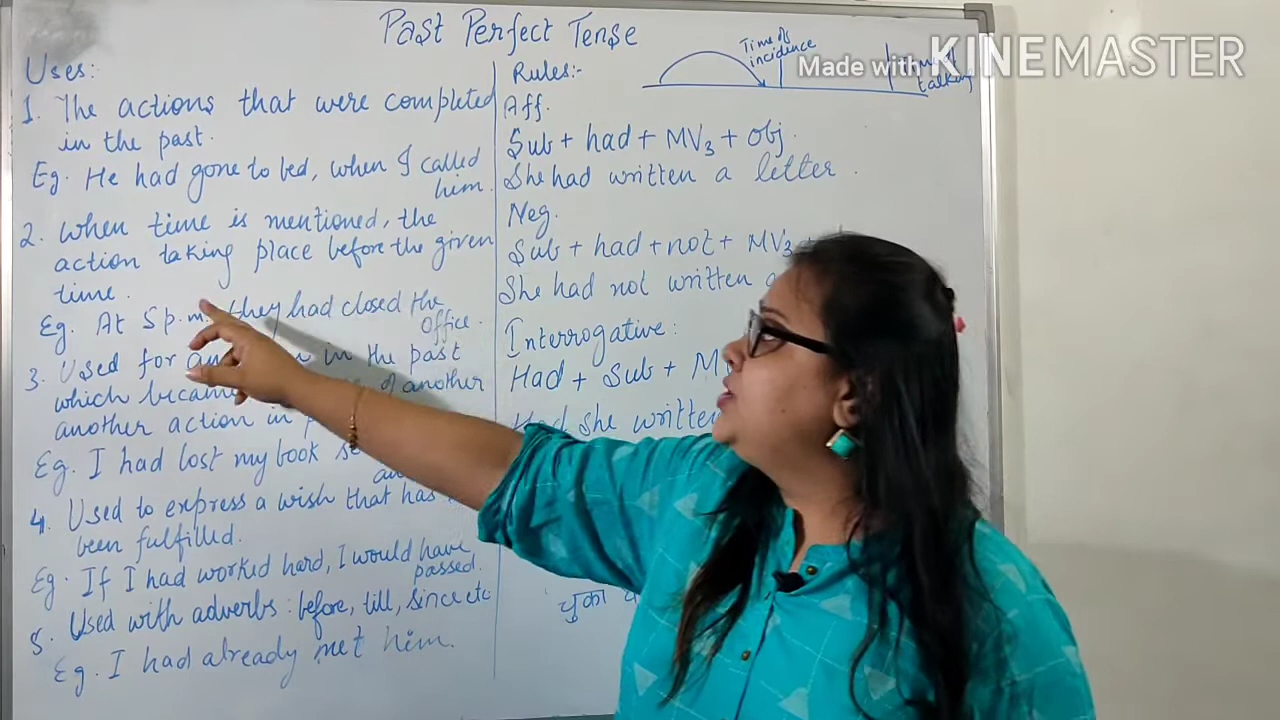 Past Perfect Tense
Uses:
1. The actions that were completed
in the past.
Eg. He had gone to bed, when I called
him.
2. When time is mentioned, the
action taking place before the given
time.
Eg. At 5 p.m. they had closed the
office.
3. Used for in the past
which of another
another action in
Eg. I had lost my book
4. Used to express a wish that has
been fulfilled.
Eg. If I had worked hard, I would have
passed.
5. Used with adverbs: before, till, since etc
Eg. I had already met him.
Rules:-
Aff.
Sub + had + MV3 + obj.
She had written a letter.
Neg.
Sub + had + not + MV3 +
She had not written a
Interrogative:
Had + Sub +
Had she written
चुका
Time of
incidence
talking
Made with KINEMASTER